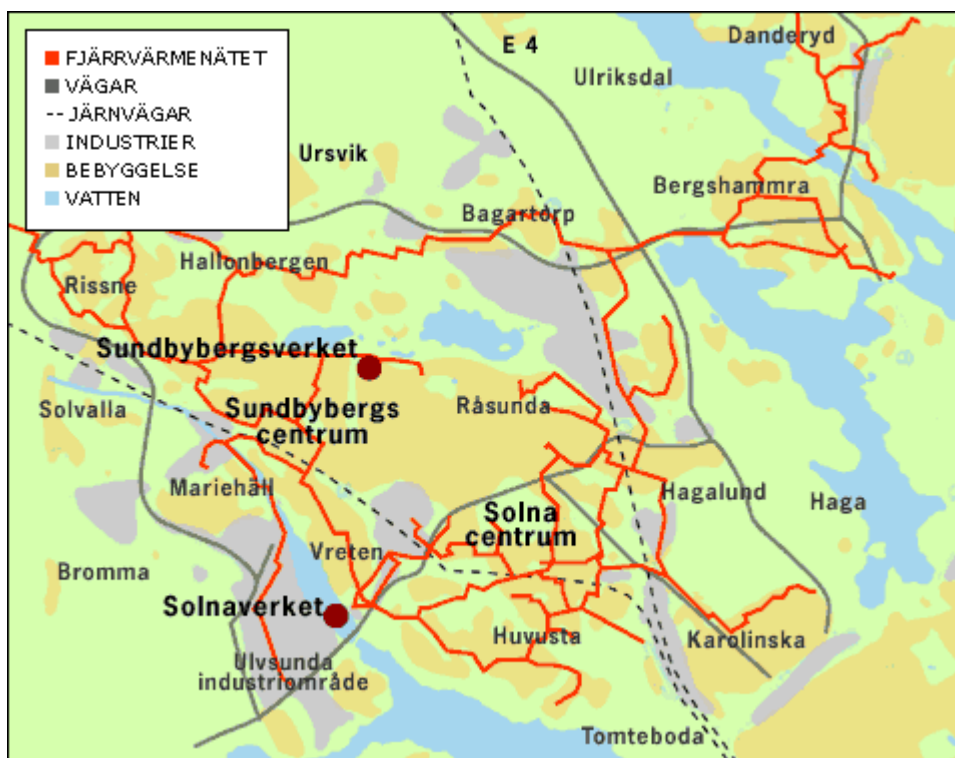 FJÄRRVÄRMENÄTET
VÄGAR
JÄRNVÄGAR
INDUSTRIER
BEBYGGELSE
VATTEN
E 4
Danderyd
Ulriksdal
Ursvik
Bergshammra
Bagartorp
Hallonbergen
Rissne
Sundbybergsverket
Solvalla
Sundbybergs
centrum
Råsunda
Mariehäll
Hagalund
Haga
Solna
centrum
Vreten
Bromma
Solnaverket
Huvusta
Karolinska
Ulvsunda
industriområde
Tomteboda